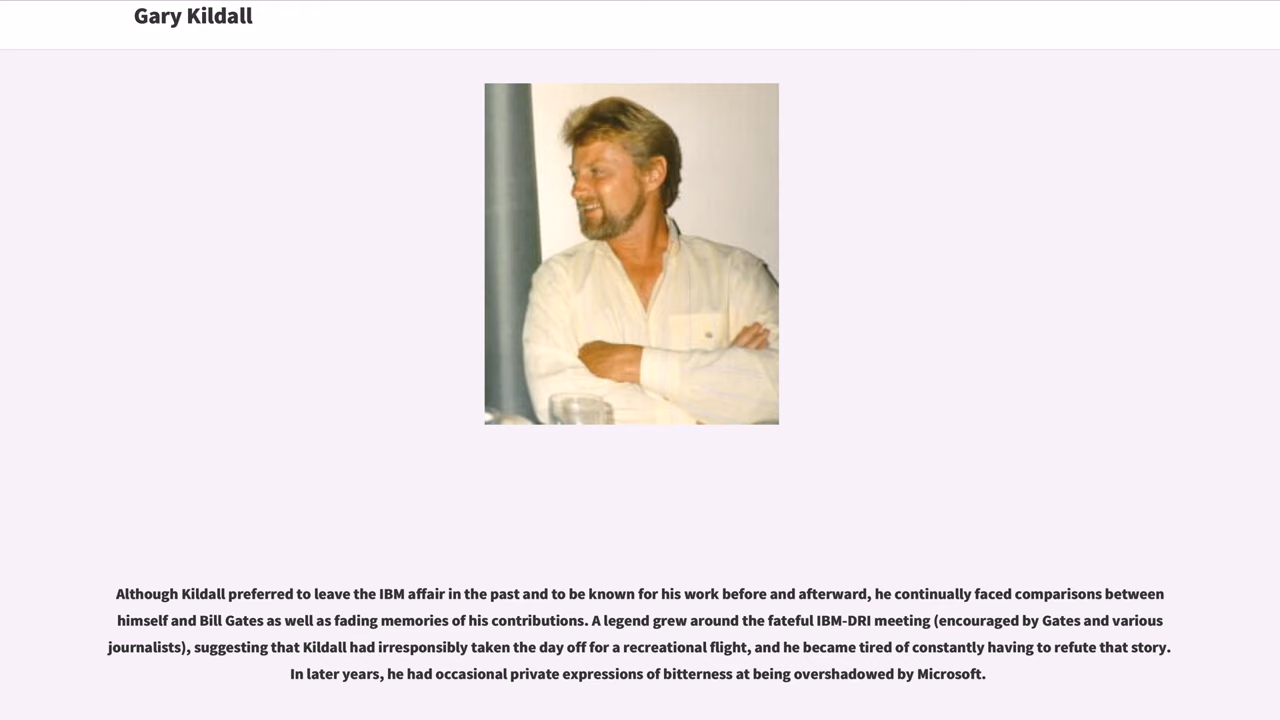 Gary Kildall
Although Kildall preferred to leave the IBM affair in the past and to be known for his work before and afterward, he continually faced comparisons between
himself and Bill Gates as well as fading memories of his contributions. A legend grew around the fateful IBM-DRI meeting (encouraged by Gates and various
journalists), suggesting that Kildall had irresponsibly taken the day off for a recreational flight, and he became tired of constantly having to refute that story.
In later years, he had occasional private expressions of bitterness at being overshadowed by Microsoft.